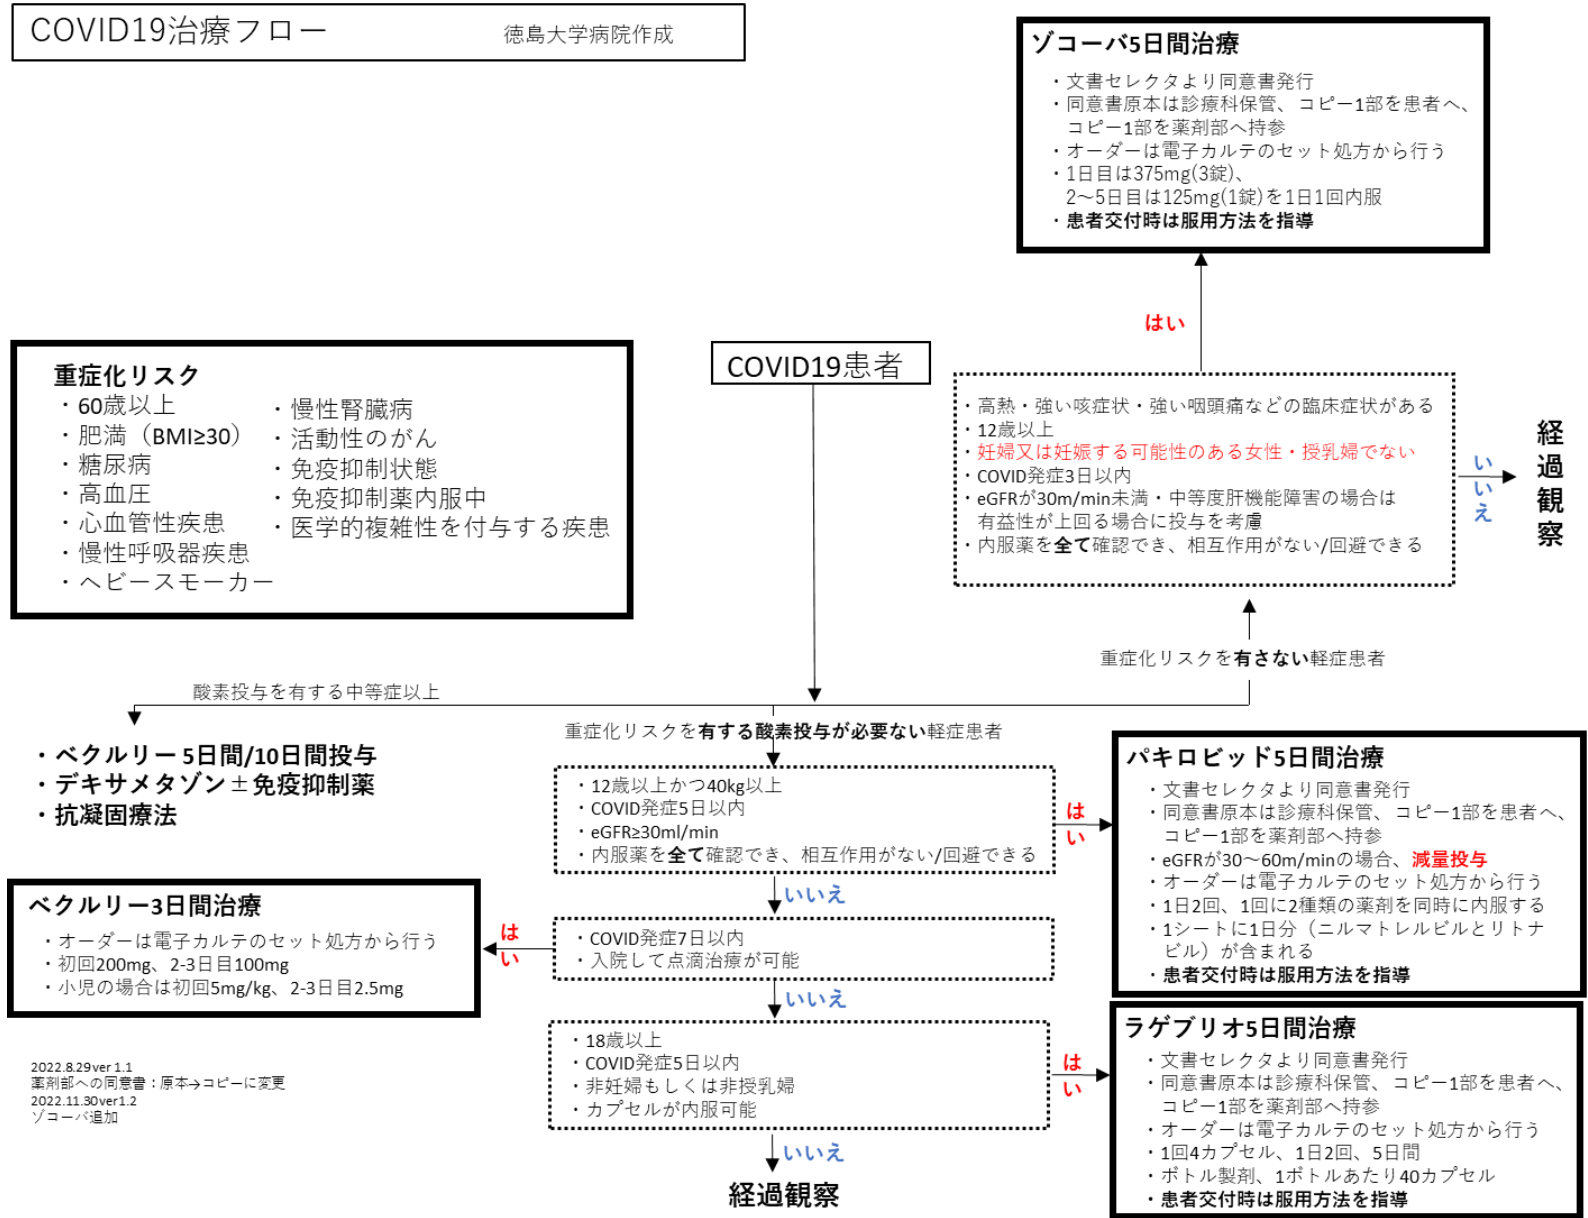 COVID19治療フロー 徳島大学病院作成
ゾコーバ5日間治療
・文書セレクタより同意書発行
・同意書原本は診療科保管、コピー1部を患者へ、
コピー1部を薬剤部へ持参
・オーダーは電子カルテのセット処方から行う
・1日目は375mg(3錠)、
2～5日目は125mg(1錠)を1日1回内服
・患者交付時は服用方法を指導
はい
COVID19患者
重症化リスク
・60歳以上
・肥満（BMI≥30）
・糖尿病
・高血圧
・心血管性疾患
・慢性呼吸器疾患
・ヘビースモーカー
・慢性腎臓病
・活動性のがん
・免疫抑制状態
・免疫抑制薬内服中
・医学的複雑性を付与する疾患
・高熱・強い咳症状・強い咽頭痛などの臨床症状がある
・12歳以上
・妊婦又は妊娠する可能性のある女性・授乳婦でない
・COVID発症3日以内
・eGFRが30m/min未満・中等度肝機能障害の場合は
有益性が上回る場合に投与を考慮
・内服薬を全て確認でき、相互作用がない/回避できる
いいえ
経過観察
重症化リスクを有さない軽症患者
酸素投与を有する中等症以上
重症化リスクを有する酸素投与が必要ない軽症患者
・ベクルリー 5日間/10日間投与
・デキサメタゾン±免疫抑制薬
・抗凝固療法
・12歳以上かつ40kg以上
・COVID発症5日以内
・eGFR≥30ml/min
・内服薬を全て確認でき、相互作用がない/回避できる
はい
パキロビッド5日間治療
・文書セレクタより同意書発行
・同意書原本は診療科保管、コピー1部を患者へ、
コピー1部を薬剤部へ持参
・eGFRが30～60m/minの場合、減量投与
・オーダーは電子カルテのセット処方から行う
・1日2回、1回に2種類の薬剤を同時に内服する
・1シートに1日分（ニルマトレルビルとリトナ
ビル）が含まれる
・患者交付時は服用方法を指導
いいえ
ベクルリー3日間治療
・オーダーは電子カルテのセット処方から行う
・初回200mg、2-3日目100mg
・小児の場合は初回5mg/kg、2-3日目2.5mg
はい
・COVID発症7日以内
・入院して点滴治療が可能
いいえ
・18歳以上
・COVID発症5日以内
・非妊婦もしくは非授乳婦
・カプセルが内服可能
はい
ラゲブリオ5日間治療
・文書セレクタより同意書発行
・同意書原本は診療科保管、コピー1部を患者へ、
コピー1部を薬剤部へ持参
・オーダーは電子カルテのセット処方から行う
・1回4カプセル、1日2回、5日間
・ボトル製剤、1ボトルあたり40カプセル
・患者交付時は服用方法を指導
いいえ
経過観察
2022.8.29 ver 1.1
薬剤部への同意書：原本→コピーに変更
2022.11.30 ver1.2
ゾコーバ追加